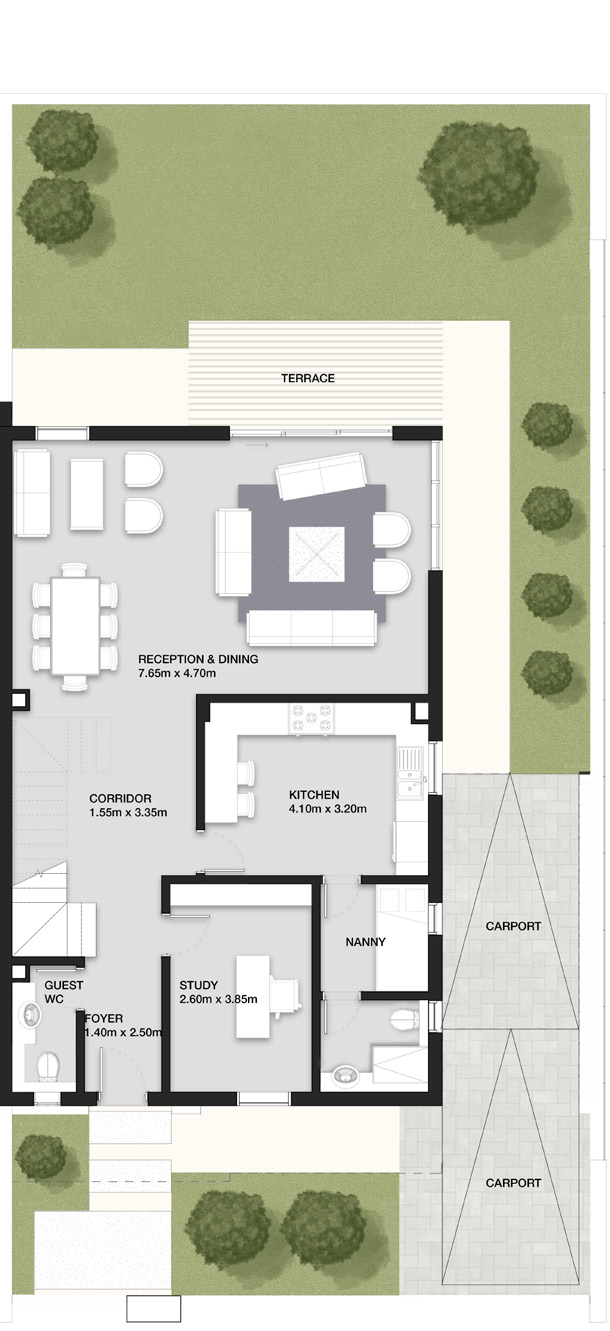 TERRACE
RECEPTION & DINING
7.65m x 4.70m
CORRIDOR
1.55m x 3.35m
KITCHEN
4.10m x 3.20m
CARPORT
NANNY
GUEST
WC
STUDY
2.60m x 3.85m
FOYER
1.40m x 2.50m
CARPORT